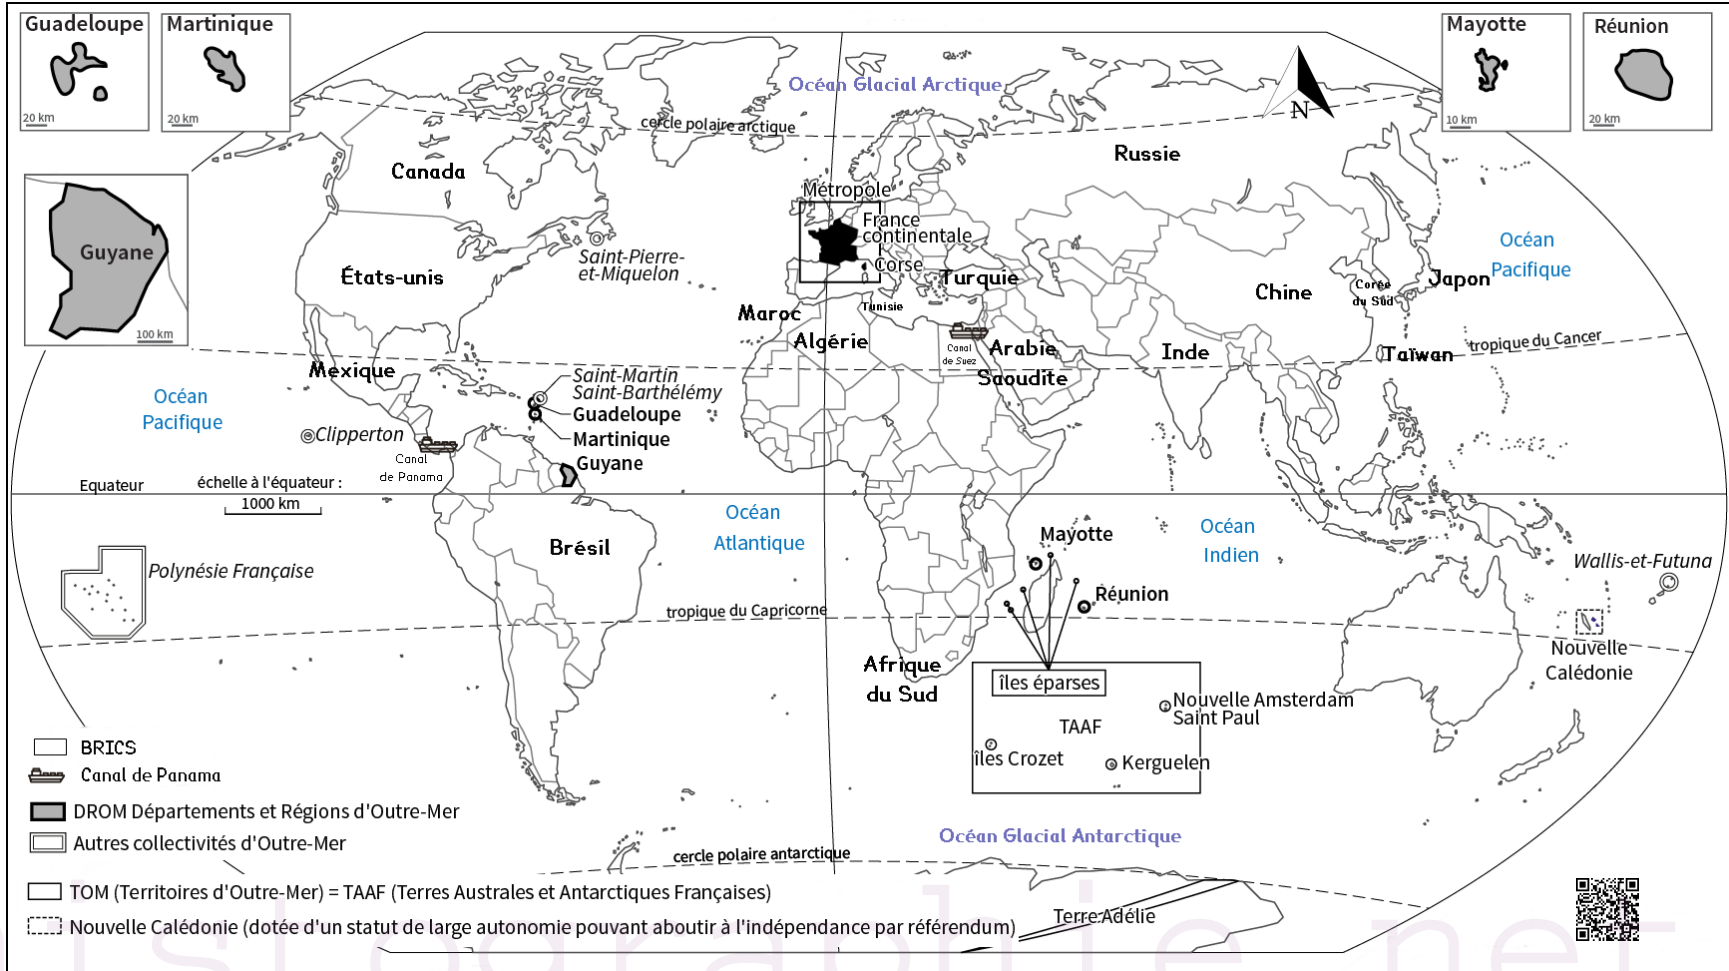 Guadeloupe
20 km
Martinique
20 km
Mayotte
10 km
Réunion
20 km
Océan Glacial Arctique
N
cercle polaire arctique
Canada
Russie
Guyane
100 km
Métropole
France
continentale
Corse
Saint-Pierre-
et-Miquelon
États-unis
Océan
Pacifique
Turquie
Japon
Chine
Corée
du Sud
Tunisie
Maroc
Algérie
Canal
de Suez
Arabie
Saoudite
Inde
Taïwan
tropique du Cancer
Mexique
Saint-Martin
Saint-Barthélémy
Guadeloupe
Martinique
Guyane
Océan
Pacifique
Clipperton
Canal
de Panama
Equateur
échelle à l'équateur :
1000 km
Océan
Atlantique
Océan
Indien
Brésil
Mayotte
Réunion
Wallis-et-Futuna
Polynésie Française
tropique du Capricorne
Nouvelle
Calédonie
Afrique
du Sud
îles éparses
Nouvelle Amsterdam
Saint Paul
TAAF
îles Crozet
Kerguelen
BRICS
Canal de Panama
DROM Départements et Régions d'Outre-Mer
Autres collectivités d'Outre-Mer
Océan Glacial Antarctique
cercle polaire antarctique
TOM (Territoires d'Outre-Mer) = TAAF (Terres Australes et Antarctiques Françaises)
Terre Adélie
Nouvelle Calédonie (dotée d'un statut de large autonomie pouvant aboutir à l'indépendance par référendum)
histographie.net